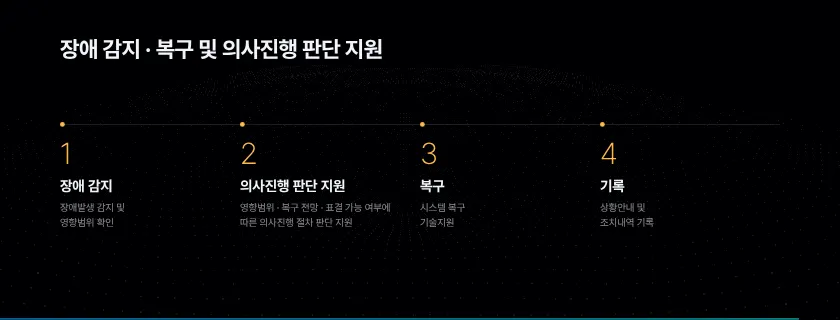 장애 감지 · 복구 및 의사진행 판단 지원
1
장애 감지
장애발생 감지 및
영향범위 확인
2
의사진행 판단 지원
영향범위 · 복구 전망 · 표결 가능 여부에
따른 의사진행 절차 판단 지원
3
복구
시스템 복구
기술지원
4
기록
상황안내 및
조치내역 기록